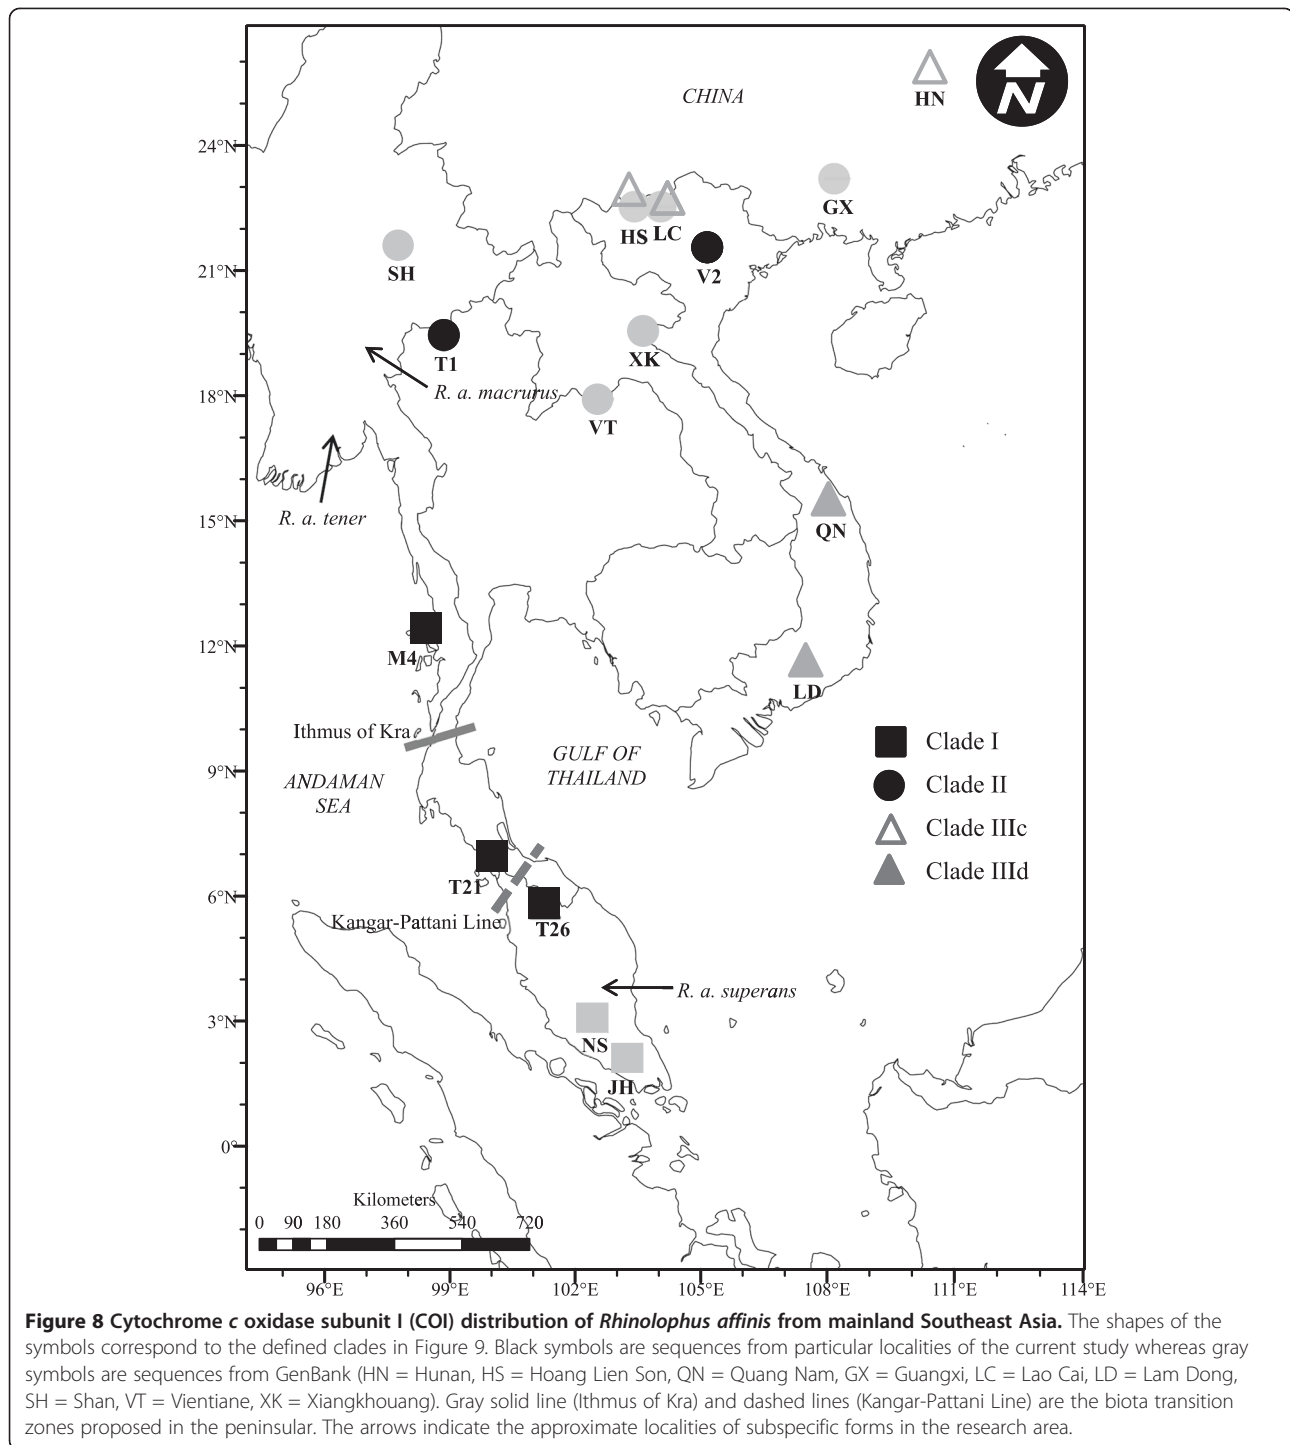 CHINA
HN
N
24°N
GX
HS
LC
V2
SH
21°N
T1
XK
R. a. macrurus
18°N
VT
R. a. tener
15°N
QN
12°N
M4
LD
Ithmus of Kra
Clade I
GULF OF
THAILAND
9°N
ANDAMAN
SEA
Clade II
Clade IIIc
Clade IIId
T21
6°N
Kangar-Pattani Line
T26
R. a. superans
3°N
NS
JH
0°
Kilometers
0 90 180 360 540 720
96°E 99°E 102°E 105°E 108°E 111°E 114°E
Figure 8 Cytochrome c oxidase subunit I (COI) distribution of Rhinolophus affinis from mainland Southeast Asia. The shapes of the
symbols correspond to the defined clades in Figure 9. Black symbols are sequences from particular localities of the current study whereas gray
symbols are sequences from GenBank (HN = Hunan, HS = Hoang Lien Son, QN = Quang Nam, GX = Guangxi, LC = Lao Cai, LD = Lam Dong,
SH = Shan, VT = Vientiane, XK = Xiangkhouang). Gray solid line (Ithmus of Kra) and dashed lines (Kangar-Pattani Line) are the biota transition
zones proposed in the peninsular. The arrows indicate the approximate localities of subspecific forms in the research area.